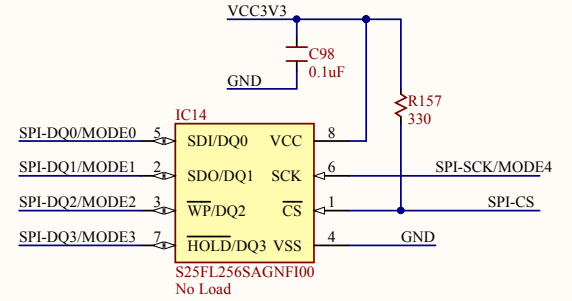 VCC3V3
C98
0.1uF
GND
R157
330
IC14
SPI-DQ0/MODE0 5 SDI/DQ0 VCC 8
SPI-DQ1/MODE1 2 SDO/DQ1 SCK 6 SPI-SCK/MODE4
SPI-DQ2/MODE2 3 WP/DQ2 CS 1 SPI-CS
SPI-DQ3/MODE3 7 HOLD/DQ3 VSS 4 GND
S25FL256SAGNFI00
No Load